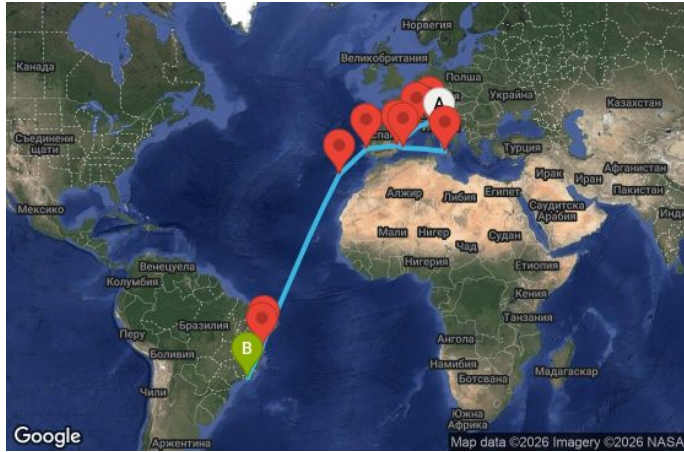 Норвегия
Канада
Великобритания
Полша
Украйна
Казахстан
Съединени
щати
A
Турция
Мексико
Алжир
Либия
Египет
Ирак
Иран
Афганистан
Пакистан
Саудитска
Арабия
Мали
Нигер
Чад
Судан
Венецуела
Колумбия
Нигерия
Етиопия
Кения
Танзания
Перу
Бразилия
Боливия
B
Ангола
Намибия
Ботсвана
Мадагаскар
Чили
Южна
Африка
Аржентина
Google
Map data ©2026 Imagery ©2026 NASA